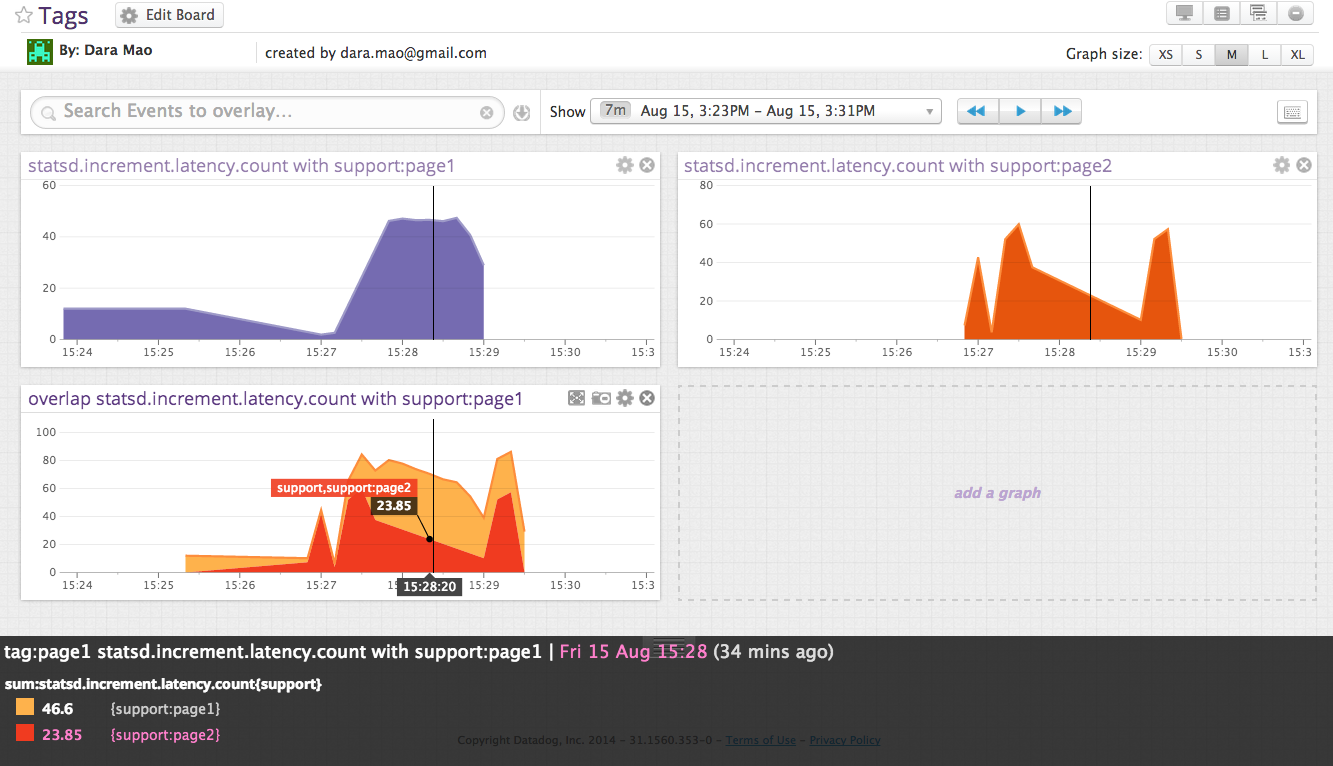 Tags
Edit Board
By: Dara Mao
created by dara.mao@gmail.com
Graph size: XS S M L XL
Search Events to overlay...
Show 7m Aug 15, 3:23PM – Aug 15, 3:31PM
statsd.increment.latency.count with support:page1
60
40
20
0
15:24 15:25 15:26 15:27 15:28 15:29 15:30 15:3
statsd.increment.latency.count with support:page2
80
60
40
20
0
15:24 15:25 15:26 15:27 15:28 15:29 15:30 15:3
overlap statsd.increment.latency.count with support:page1
100
80
60
40
20
0
support,support:page2
23.85
15:24 15:25 15:26 15:27 15:28:20 15:29 15:30 15:3
add a graph
tag:page1 statsd.increment.latency.count with support:page1 | Fri 15 Aug 15:28 (34 mins ago)
sum:statsd.increment.latency.count{support}
46.6 {support:page1}
23.85 {support:page2}
Copyright Datadog, Inc. 2014 – 31.1560.353-0 – Terms of Use – Privacy Policy